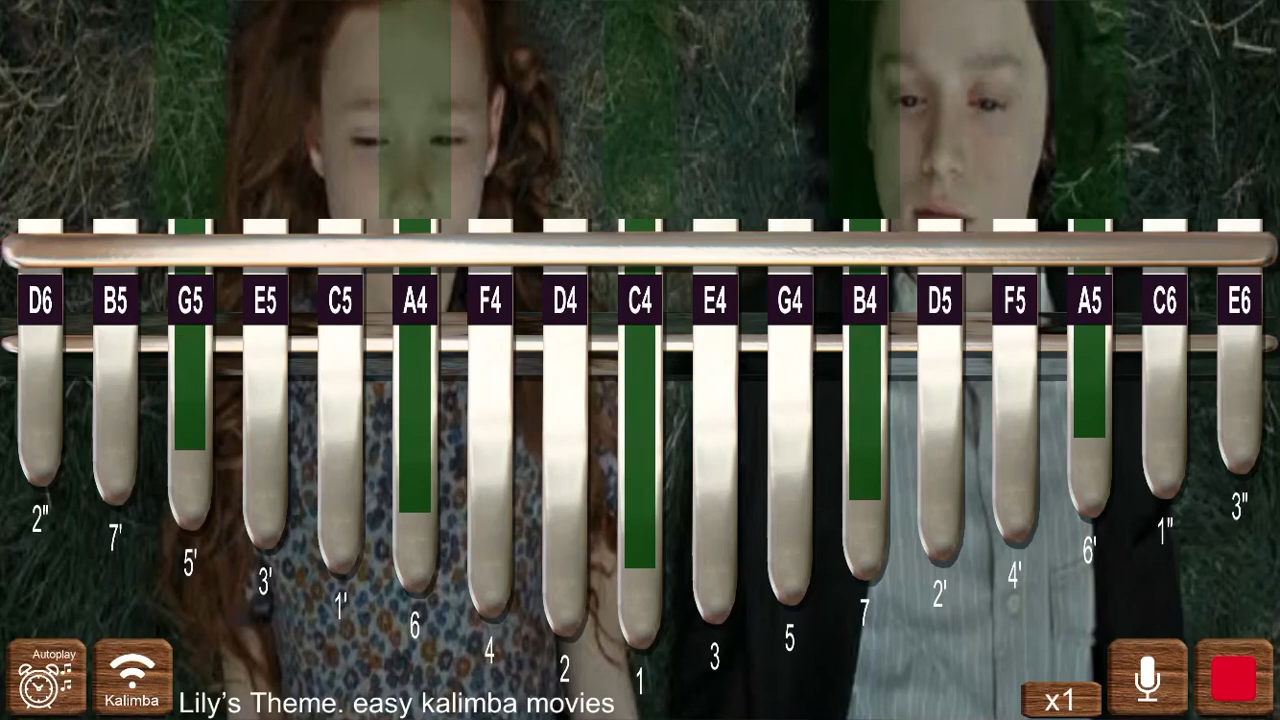 D6 B5 G5 E5 C5 A4 F4 D4 C4 E4 G4 B4 D5 F5 A5 C6 E6
2" 7' 5' 3' 1' 6 4 2 1 3 5 7 2' 4' 6' 1" 3"
Autoplay
Kalimba
Lily's Theme. easy kalimba movies
x1